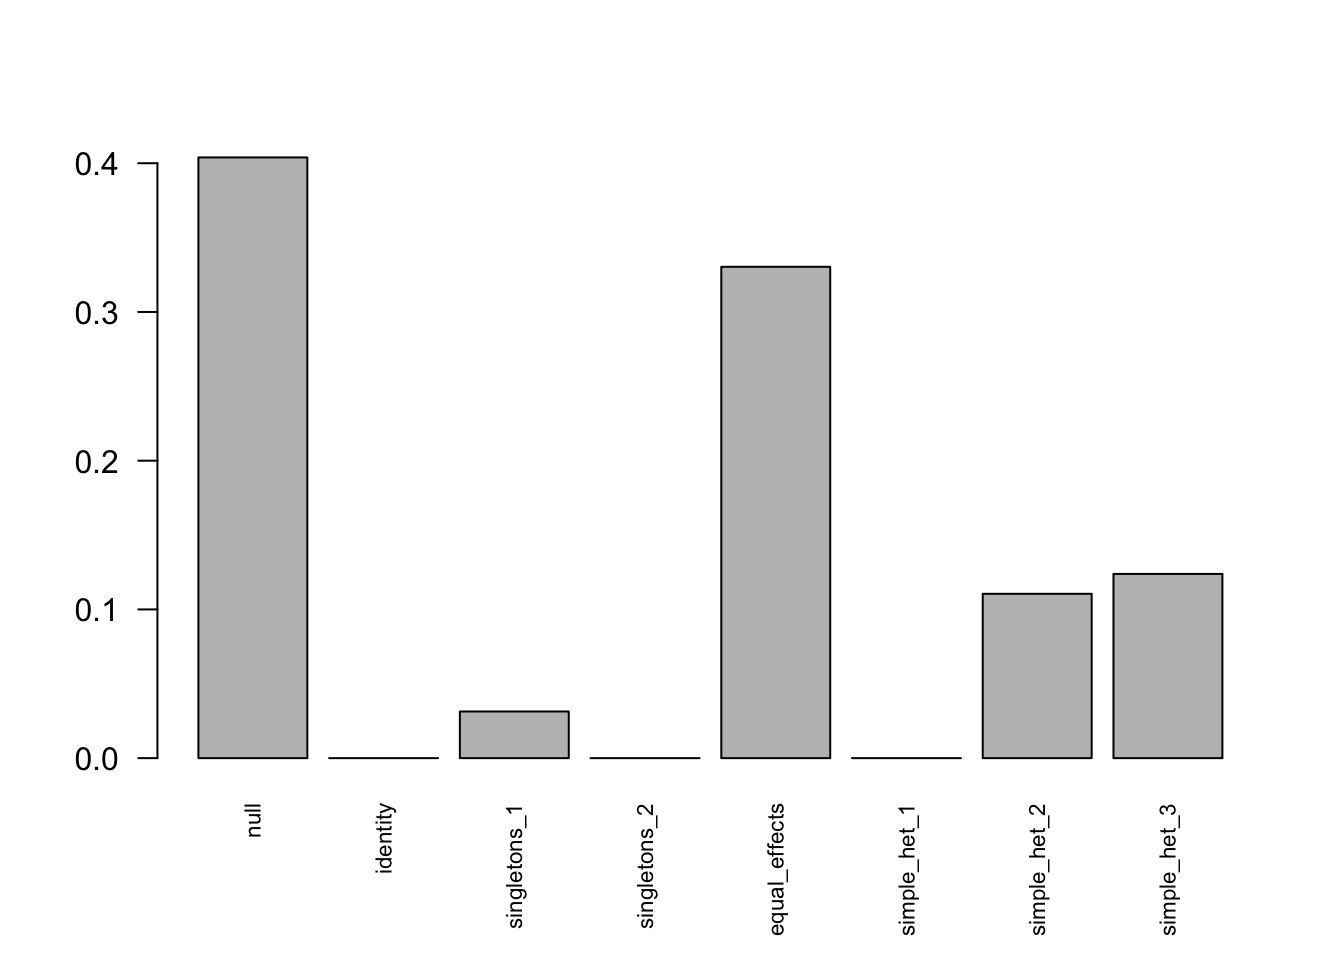 0.4
0.3
0.2
0.1
0.0
null
identity
singletons_1
singletons_2
equal_effects
simple_het_1
simple_het_2
simple_het_3